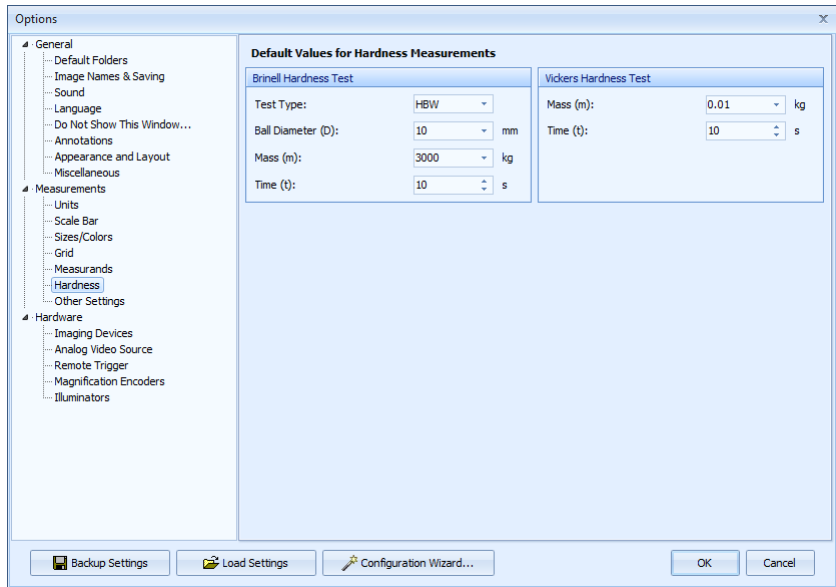 Options
General
Default Folders
Image Names & Saving
Sound
Language
Do Not Show This Window...
Annotations
Appearance and Layout
Miscellaneous
Measurements
Units
Scale Bar
Sizes/Colors
Grid
Measurands
Hardness
Other Settings
Hardware
Imaging Devices
Analog Video Source
Remote Trigger
Magnification Encoders
Illuminators
Default Values for Hardness Measurements
Brinell Hardness Test
Test Type: HBW
Ball Diameter (D): 10 mm
Mass (m): 3000 kg
Time (t): 10 s
Vickers Hardness Test
Mass (m): 0.01 kg
Time (t): 10 s
Backup Settings Load Settings Configuration Wizard... OK Cancel